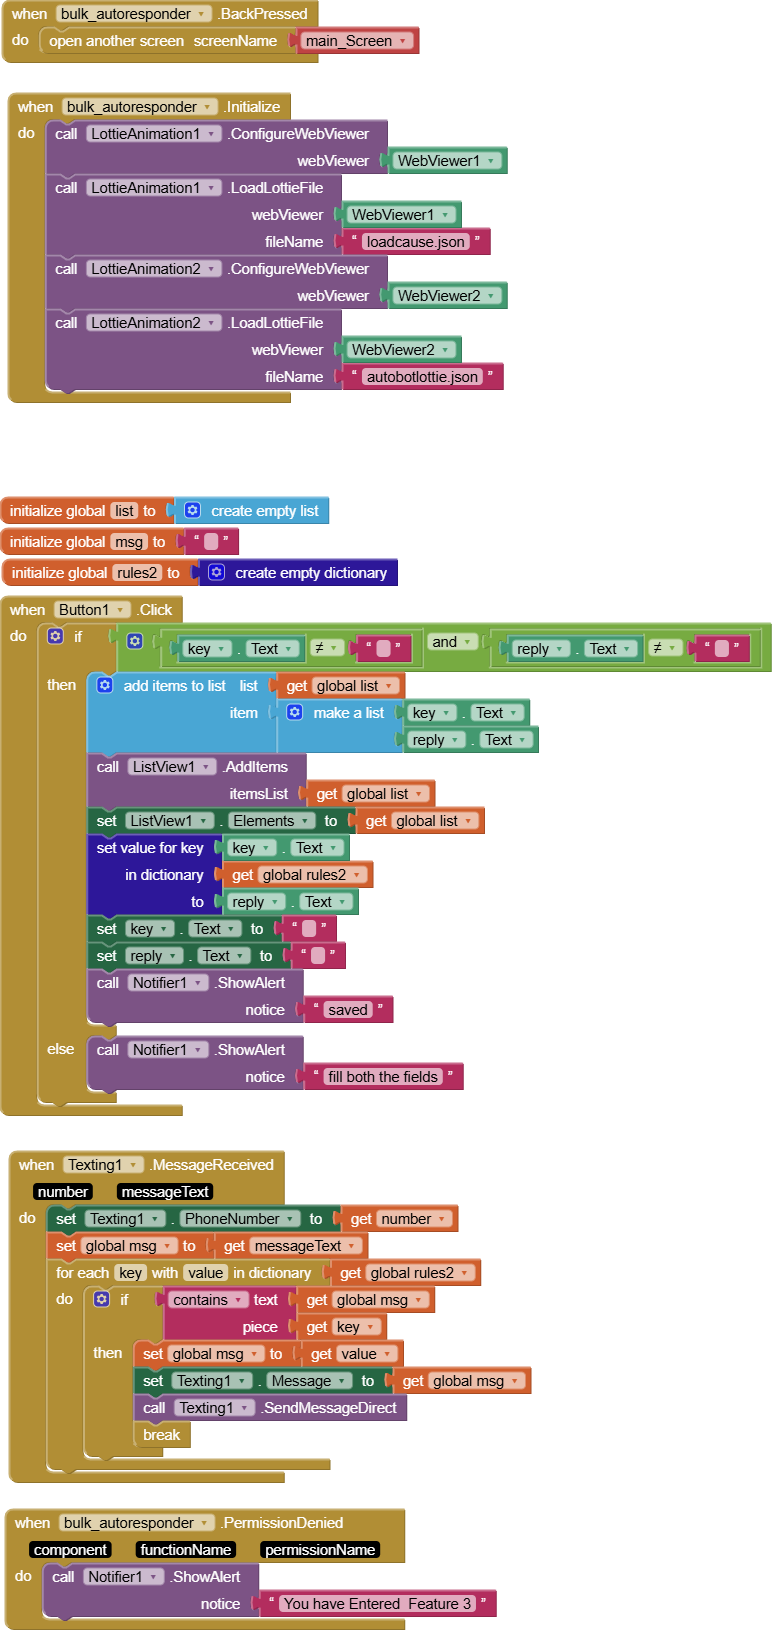 when bulk_autoresponder .BackPressed
do open another screen screenName main_Screen
when bulk_autoresponder .Initialize
do call LottieAnimation1 .ConfigureWebViewer
webViewer WebViewer1
call LottieAnimation1 .LoadLottieFile
webViewer WebViewer1
fileName “ loadcause.json ”
call LottieAnimation2 .ConfigureWebViewer
webViewer WebViewer2
call LottieAnimation2 .LoadLottieFile
webViewer WebViewer2
fileName “ autobotlottie.json ”
initialize global list to create empty list
initialize global msg to “ ”
initialize global rules2 to create empty dictionary
when Button1 .Click
do if key . Text ≠ “ ” and reply . Text ≠ “ ”
then add items to list list get global list
item make a list key . Text
reply . Text
call ListView1 .AddItems
itemsList get global list
set ListView1 . Elements to get global list
set value for key key . Text
in dictionary get global rules2
to reply . Text
set key . Text to “ ”
set reply . Text to “ ”
call Notifier1 .ShowAlert
notice “ saved ”
else call Notifier1 .ShowAlert
notice “ fill both the fields ”
when Texting1 .MessageReceived
number messageText
do set Texting1 . PhoneNumber to get number
set global msg to get messageText
for each key with value in dictionary get global rules2
do if contains text get global msg
piece get key
then set global msg to get value
set Texting1 . Message to get global msg
call Texting1 .SendMessageDirect
break
when bulk_autoresponder .PermissionDenied
component functionName permissionName
do call Notifier1 .ShowAlert
notice “ You have Entered  Feature 3 ”